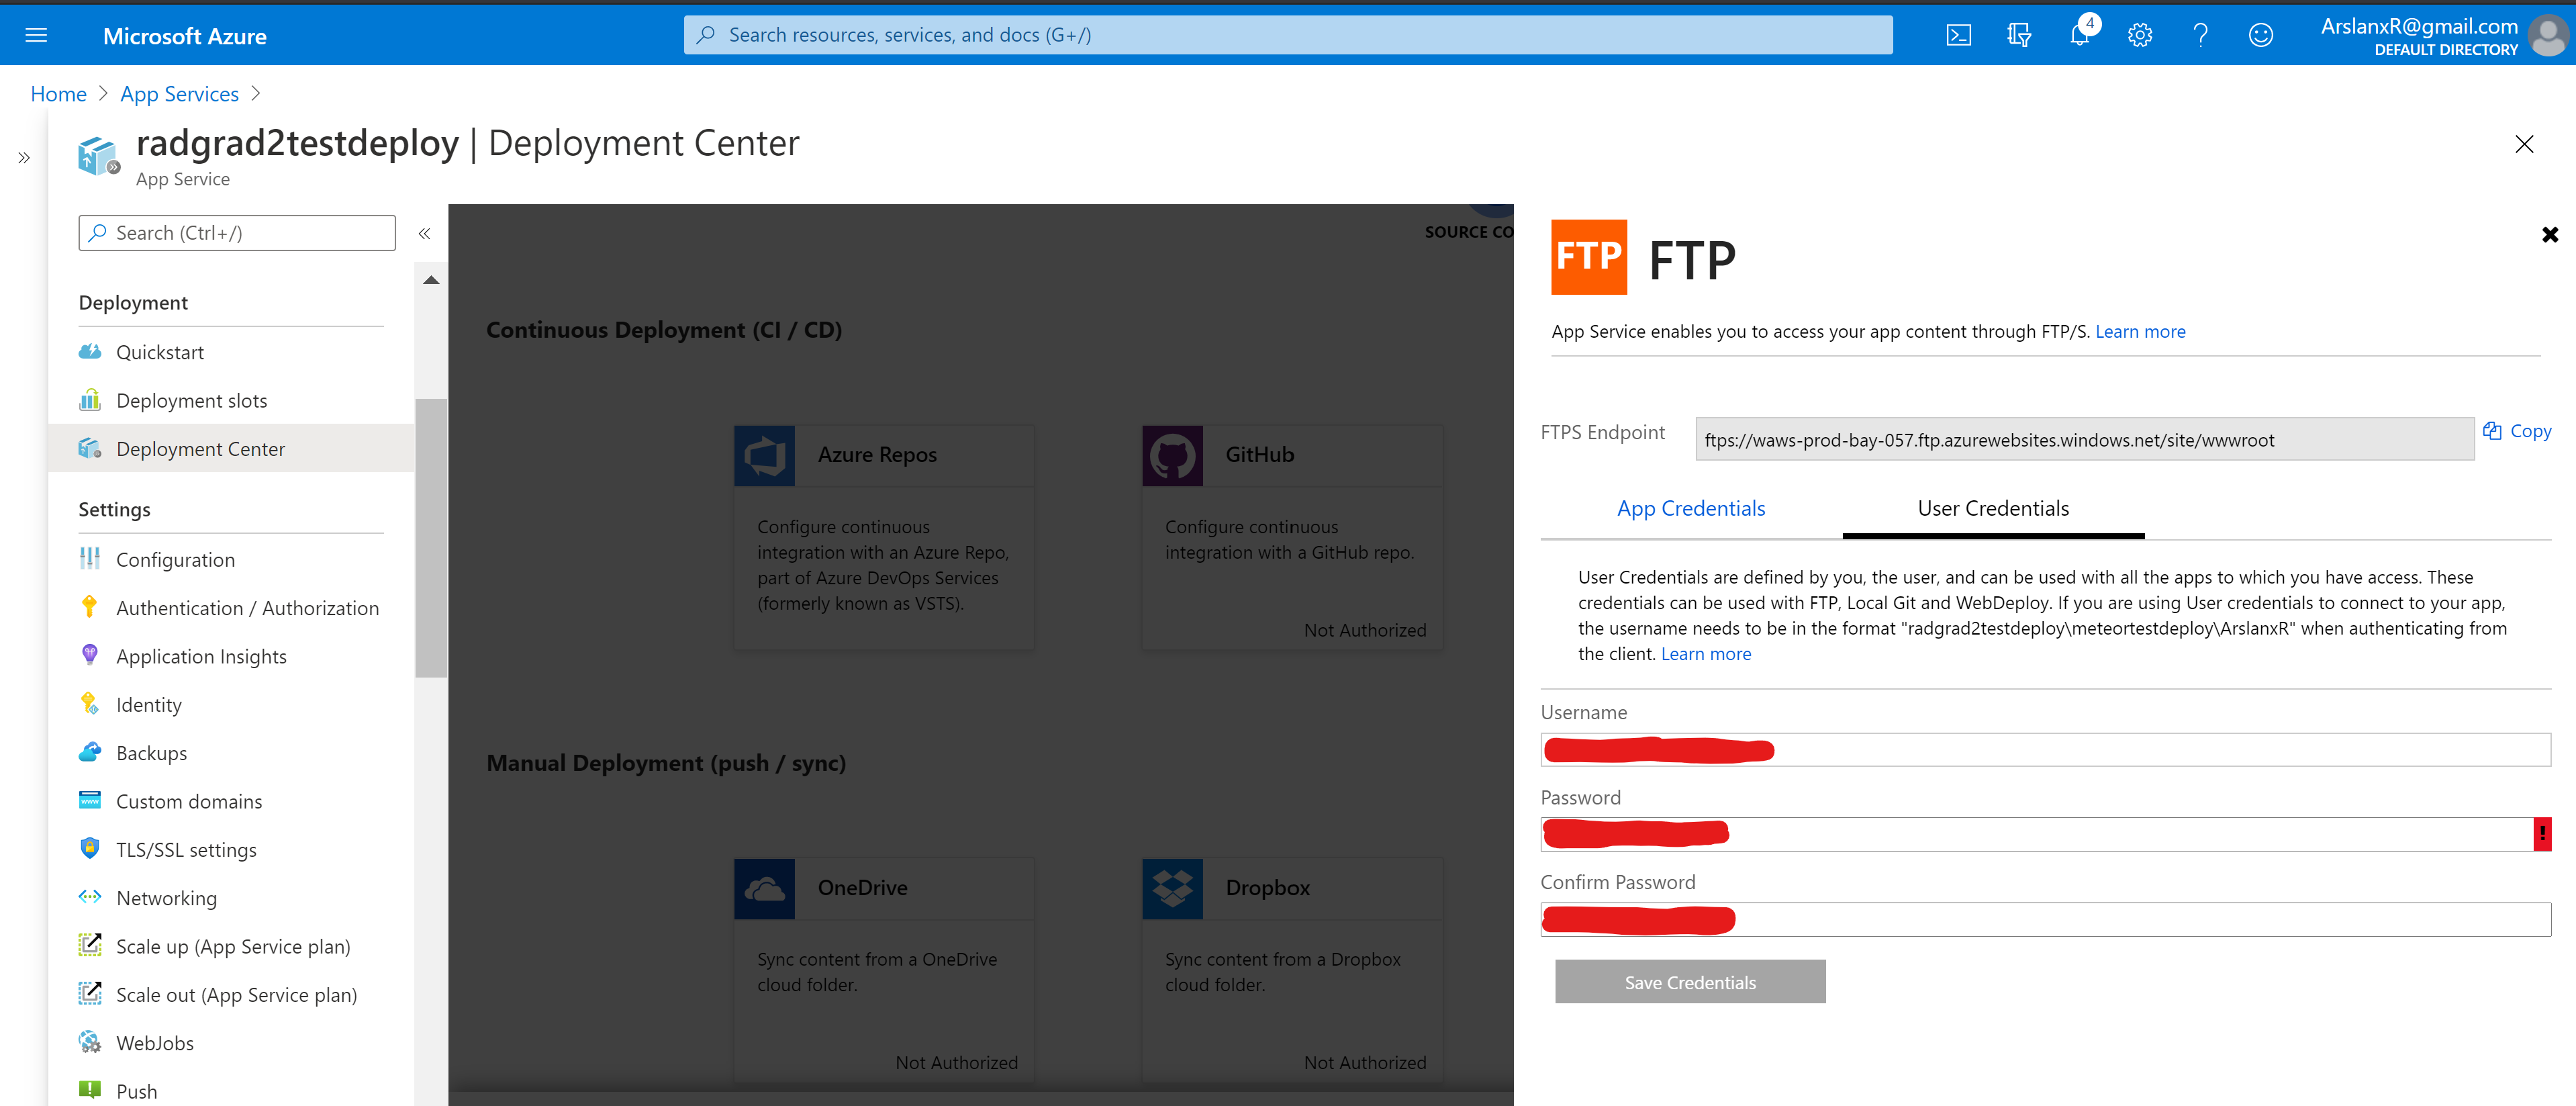 Microsoft Azure
Search resources, services, and docs (G+/)
4
ArslanxR@gmail.com
DEFAULT DIRECTORY
Home > App Services >
radgrad2testdeploy | Deployment Center
App Service
Search (Ctrl+/)
Deployment
Quickstart
Deployment slots
Deployment Center
Settings
Configuration
Authentication / Authorization
Application Insights
Identity
Backups
Custom domains
TLS/SSL settings
Networking
Scale up (App Service plan)
Scale out (App Service plan)
WebJobs
Push
SOURCE CO
Continuous Deployment (CI / CD)
Azure Repos
Configure continuous
integration with an Azure Repo,
part of Azure DevOps Services
(formerly known as VSTS).
GitHub
Configure continuous
integration with a GitHub repo.
Not Authorized
Manual Deployment (push / sync)
OneDrive
Sync content from a OneDrive
cloud folder.
Not Authorized
Dropbox
Sync content from a Dropbox
cloud folder.
Not Authorized
FTP FTP
App Service enables you to access your app content through FTP/S. Learn more
FTPS Endpoint
ftps://waws-prod-bay-057.ftp.azurewebsites.windows.net/site/wwwroot
Copy
App Credentials
User Credentials
User Credentials are defined by you, the user, and can be used with all the apps to which you have access. These
credentials can be used with FTP, Local Git and WebDeploy. If you are using User credentials to connect to your app,
the username needs to be in the format "radgrad2testdeploy\meteortestdeploy\ArslanxR" when authenticating from
the client. Learn more
Username
Password
!
Confirm Password
Save Credentials